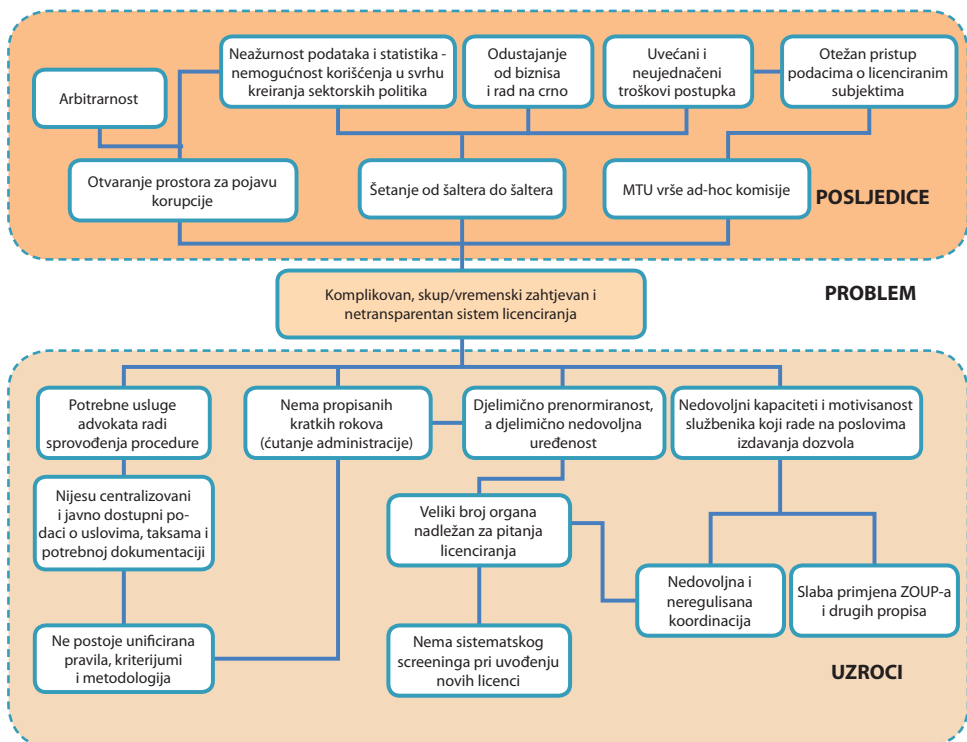 Neažurnost podataka i statistika -
nemogućnost korišćenja u svrhu
kreiranja sektorskih politika
Odustajanje
od biznisa
i rad na crno
Uvećani i
neujednačeni
troškovi postupka
Otežan pristup
podacima o licenciranim
subjektima
Arbitrarnost
Otvaranje prostora za pojavu
korupcije
Šetanje od šaltera do šaltera
MTU vrše ad-hoc komisije
POSLJEDICE
Komplikovan, skup/vremenski zahtjevan i
netransparentan sistem licenciranja
PROBLEM
Potrebne usluge
advokata radi
sprovođenja procedure
Nema propisanih
kratkih rokova
(ćutanje administracije)
Djelimično prenormiranost,
a djelimično nedovoljna
uređenost
Nedovoljni kapaciteti i motivisanost
službenika koji rade na poslovima
izdavanja dozvola
Nijesu centralizovani
i javno dostupni po-
daci o uslovima, taksama i
potrebnoj dokumentaciji
Veliki broj organa
nadležan za pitanja
licenciranja
Nedovoljna i
neregulisana
koordinacija
Slaba primjena ZOUP-a
i drugih propisa
Ne postoje unificirana
pravila, kriterijumi
i metodologija
Nema sistematskog
screeninga pri uvođenju
novih licenci
UZROCI